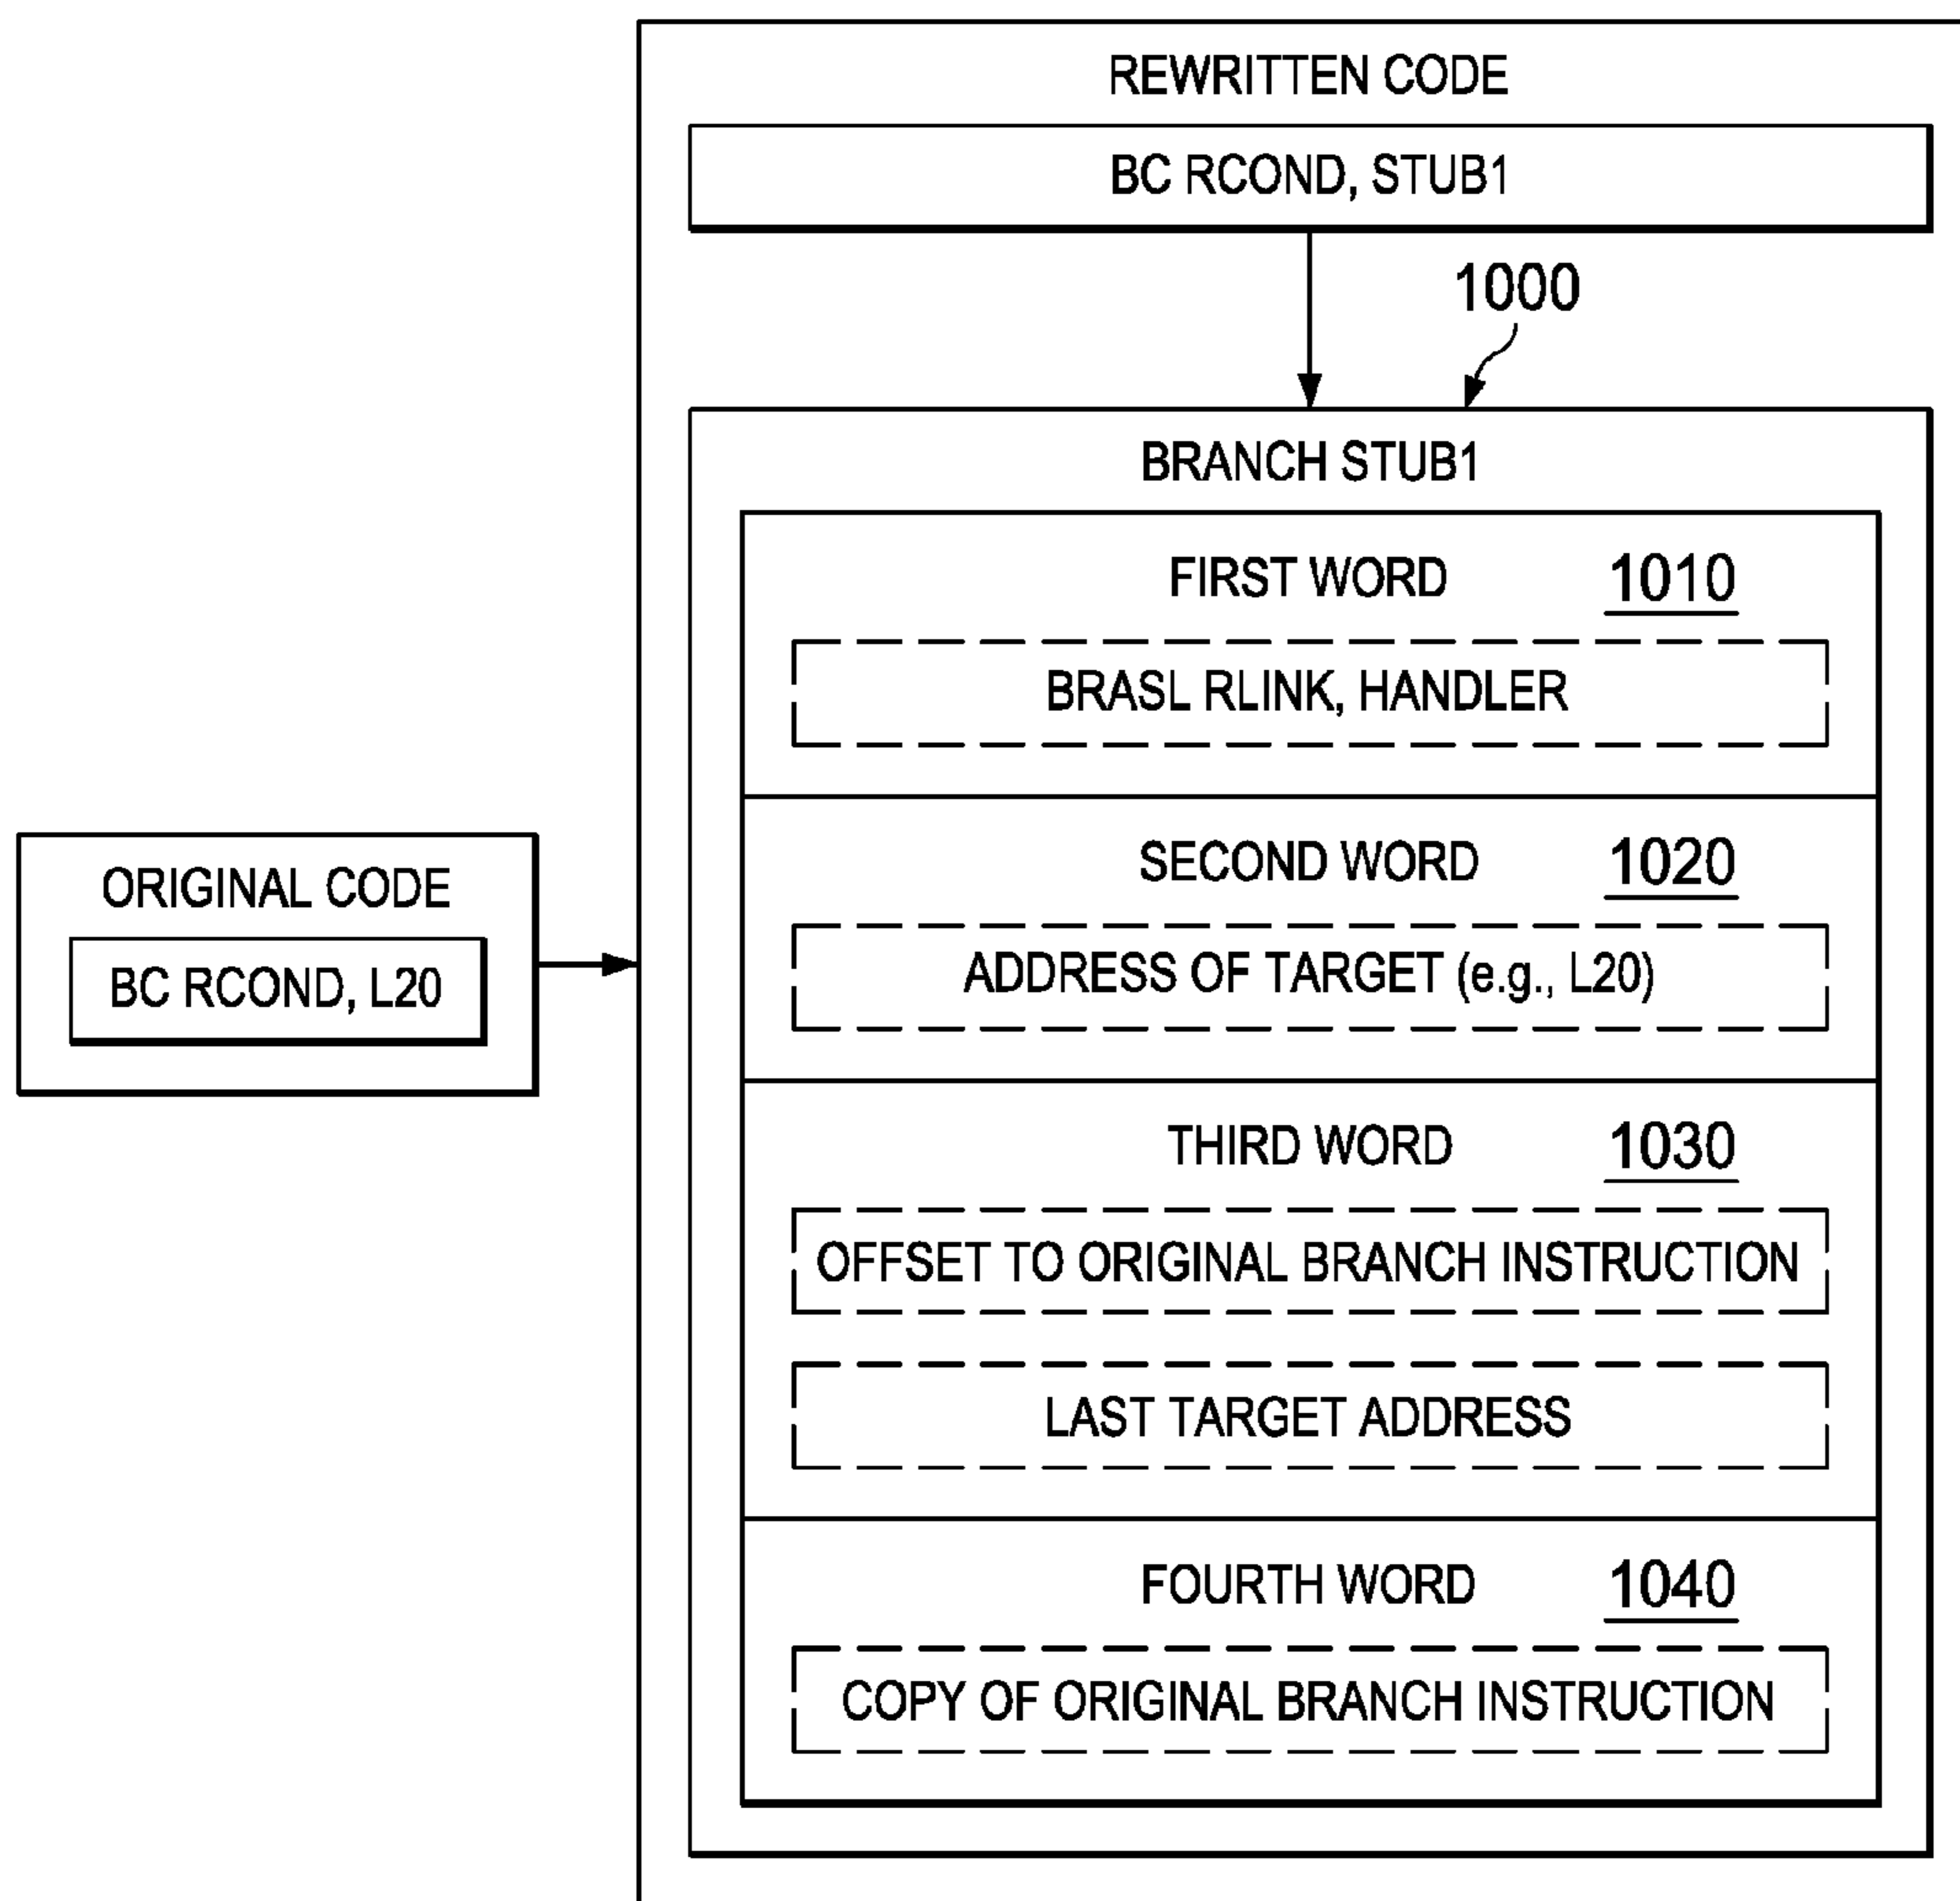 REWRITTEN CODE
BC RCOND, STUB1
1000
BRANCH STUB1
FIRST WORD 1010
BRASL RLINK, HANDLER
SECOND WORD 1020
ADDRESS OF TARGET (e.g., L20)
ORIGINAL CODE
BC RCOND, L20
THIRD WORD 1030
OFFSET TO ORIGINAL BRANCH INSTRUCTION
LAST TARGET ADDRESS
FOURTH WORD 1040
COPY OF ORIGINAL BRANCH INSTRUCTION